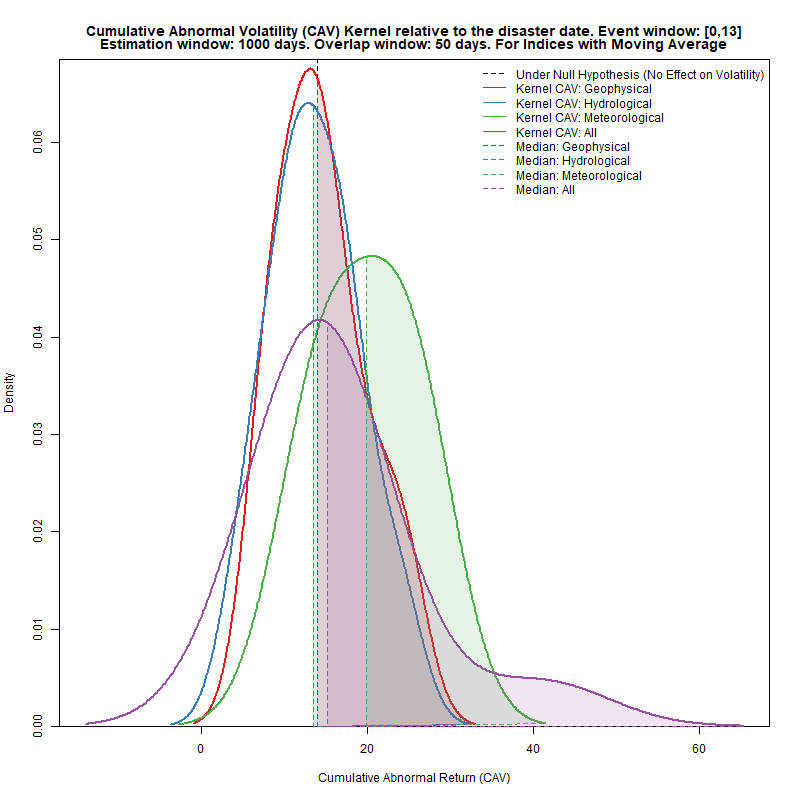 Cumulative Abnormal Volatility (CAV) Kernel relative to the disaster date. Event window: [0,13]
Estimation window: 1000 days. Overlap window: 50 days. For Indices with Moving Average
Under Null Hypothesis (No Effect on Volatility)
Kernel CAV: Geophysical
Kernel CAV: Hydrological
Kernel CAV: Meteorological
Kernel CAV: All
Median: Geophysical
Median: Hydrological
Median: Meteorological
Median: All
Density
0.06
0.05
0.04
0.03
0.02
0.01
0.00
0 20 40 60
Cumulative Abnormal Return (CAV)